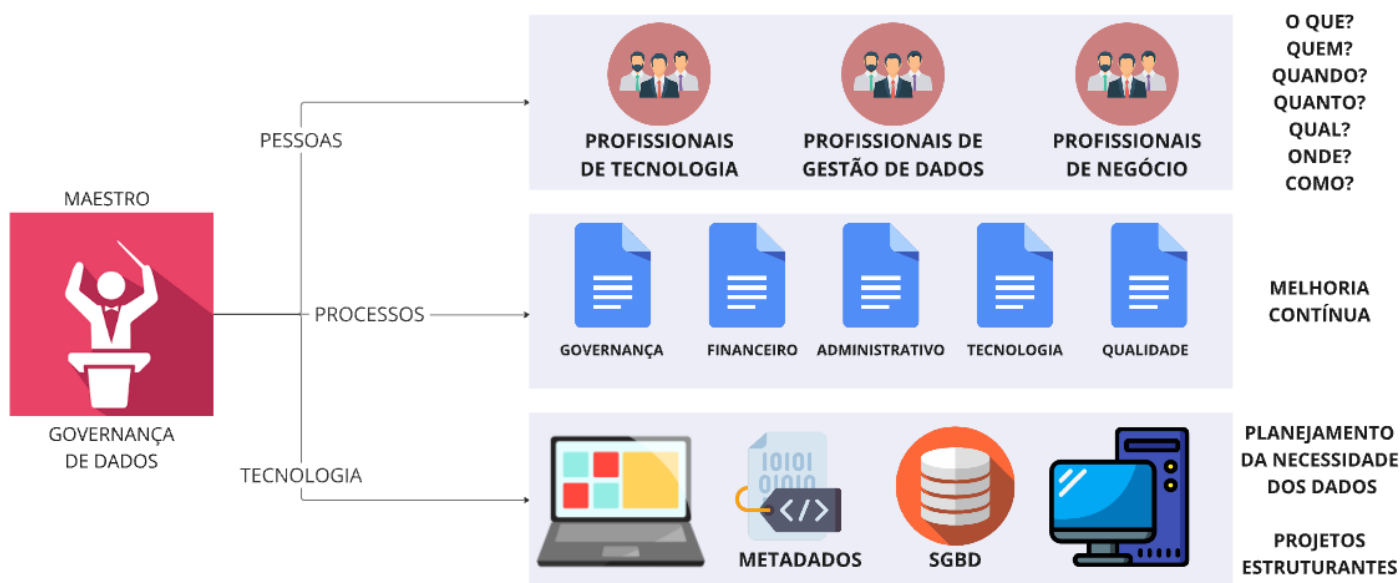 MAESTRO
GOVERNANÇA
DE DADOS
PESSOAS
PROFISSIONAIS
DE TECNOLOGIA
PROFISSIONAIS DE
GESTÃO DE DADOS
PROFISSIONAIS
DE NEGÓCIO
O QUE?
QUEM?
QUANDO?
QUANTO?
QUAL?
ONDE?
COMO?
PROCESSOS
GOVERNANÇA
FINANCEIRO
ADMINISTRATIVO
TECNOLOGIA
QUALIDADE
MELHORIA
CONTÍNUA
TECNOLOGIA
10101
01010
</>
METADADOS
SGBD
PLANEJAMENTO
DA NECESSIDADE
DOS DADOS
PROJETOS
ESTRUTURANTES